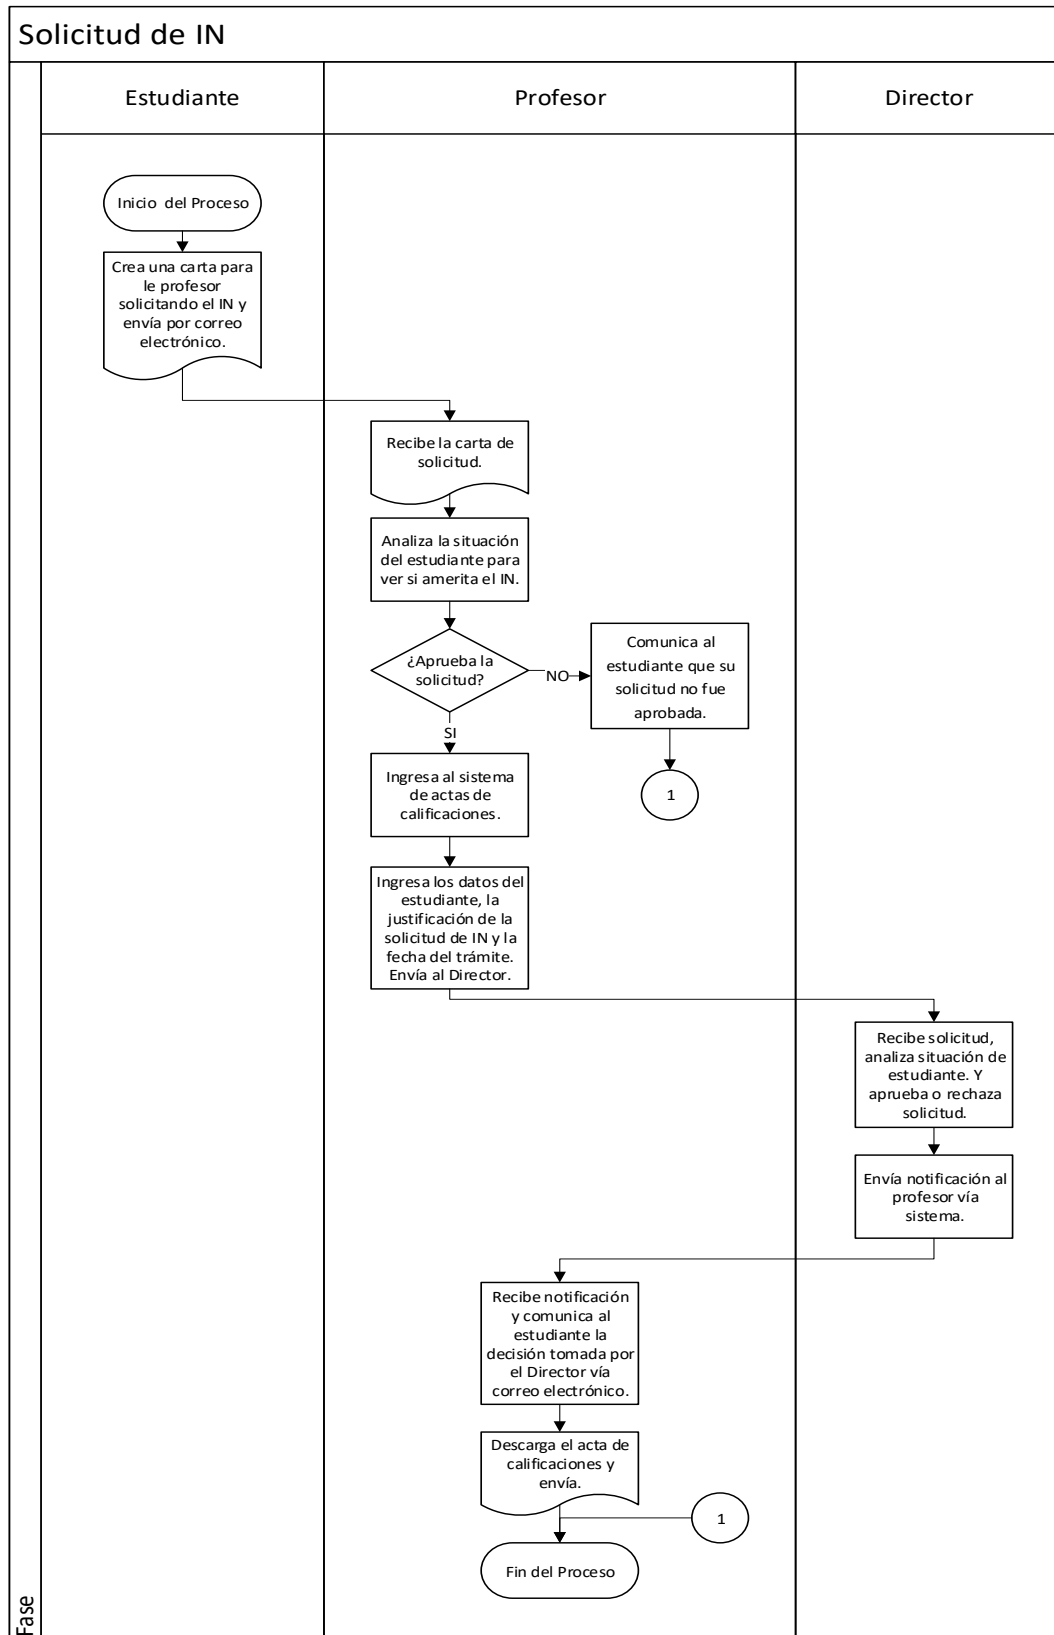 Solicitud de IN
Estudiante
Profesor
Director
Inicio del Proceso
Crea una carta para
le profesor
solicitando el IN y
envía por correo
electrónico.
Recibe la carta de
solicitud.
Analiza la situación
del estudiante para
ver si amerita el IN.
¿Aprueba la
solicitud?
NO
Comunica al
estudiante que su
solicitud no fue
aprobada.
SI
1
Ingresa al sistema
de actas de
calificaciones.
Ingresa los datos del
estudiante, la
justificación de la
solicitud de IN y la
fecha del trámite.
Envía al Director.
Recibe solicitud,
analiza situación de
estudiante. Y
aprueba o rechaza
solicitud.
Envía notificación al
profesor vía
sistema.
Recibe notificación
y comunica al
estudiante la
decisión tomada por
el Director vía
correo electrónico.
Descarga el acta de
calificaciones y
envía.
1
Fin del Proceso
Fase